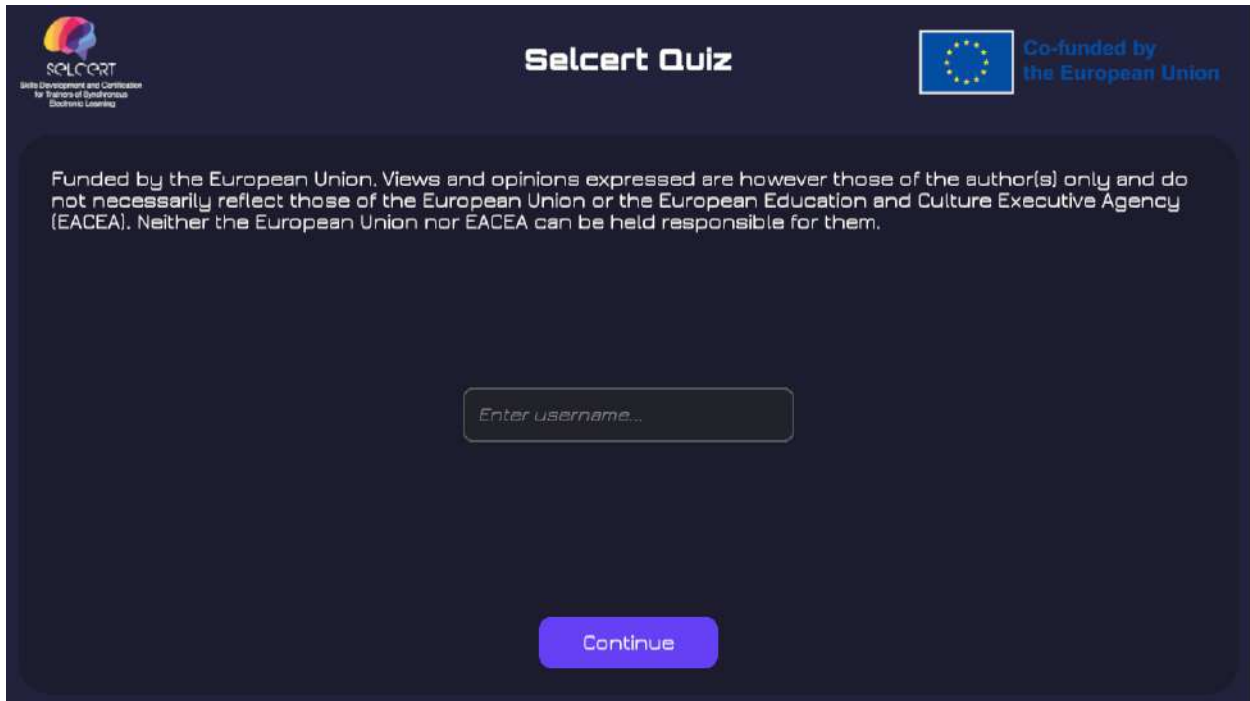 SELCERT
Skills Development and Certification
for Trainers of Synchronous
Electronic Learning
Selcert Quiz
Co-funded by
the European Union
Funded by the European Union. Views and opinions expressed are however those of the author(s) only and do
not necessarily reflect those of the European Union or the European Education and Culture Executive Agency
(EACEA). Neither the European Union nor EACEA can be held responsible for them.
Enter username...
Continue